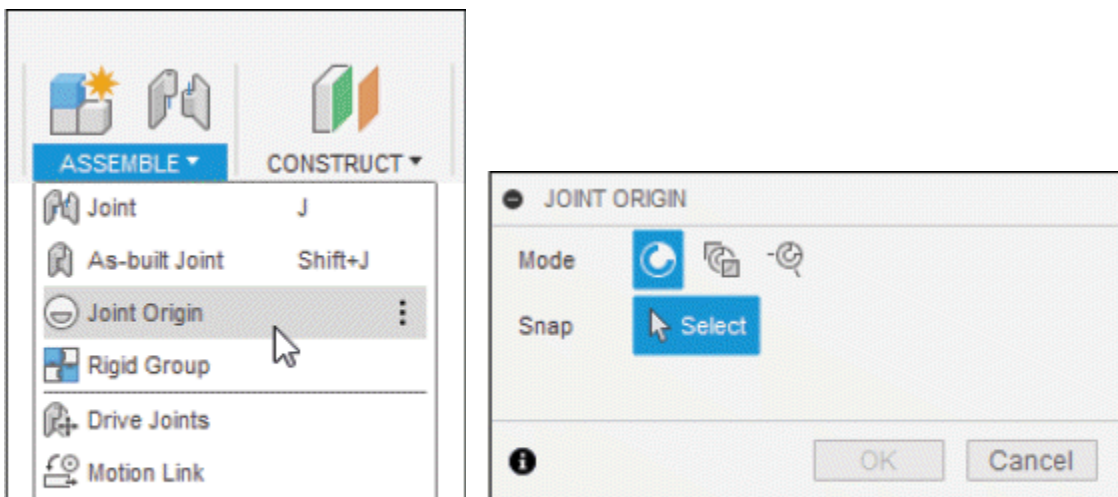 ASSEMBLE CONSTRUCT
Joint J
As-built Joint Shift+J
Joint Origin
Rigid Group
Drive Joints
Motion Link
JOINT ORIGIN
Mode
Snap Select
OK Cancel